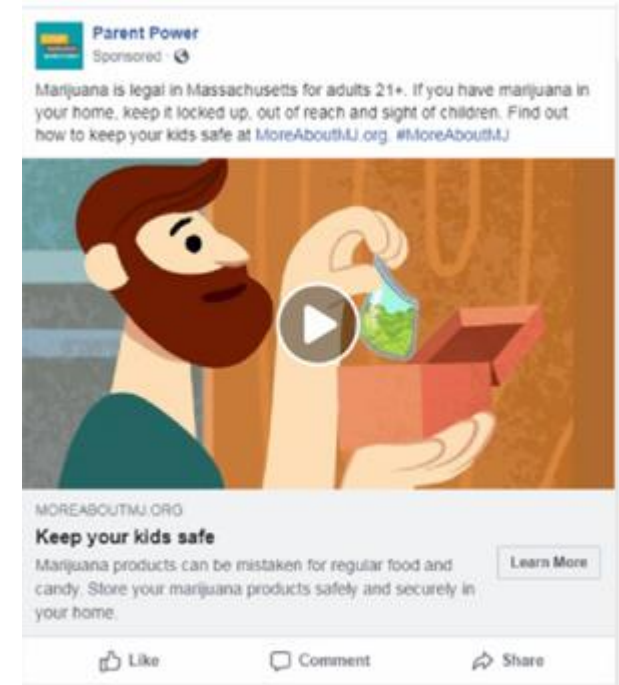 Parent Power
Sponsored ·
Marijuana is legal in Massachusetts for adults 21+. If you have marijuana in
your home, keep it locked up, out of reach and sight of children. Find out
how to keep your kids safe at MoreAboutMJ.org. #MoreAboutMJ
MOREABOUTMJ.ORG
Keep your kids safe
Marijuana products can be mistaken for regular food and
candy. Store your marijuana products safely and securely in
your home.
Learn More
Like Comment Share